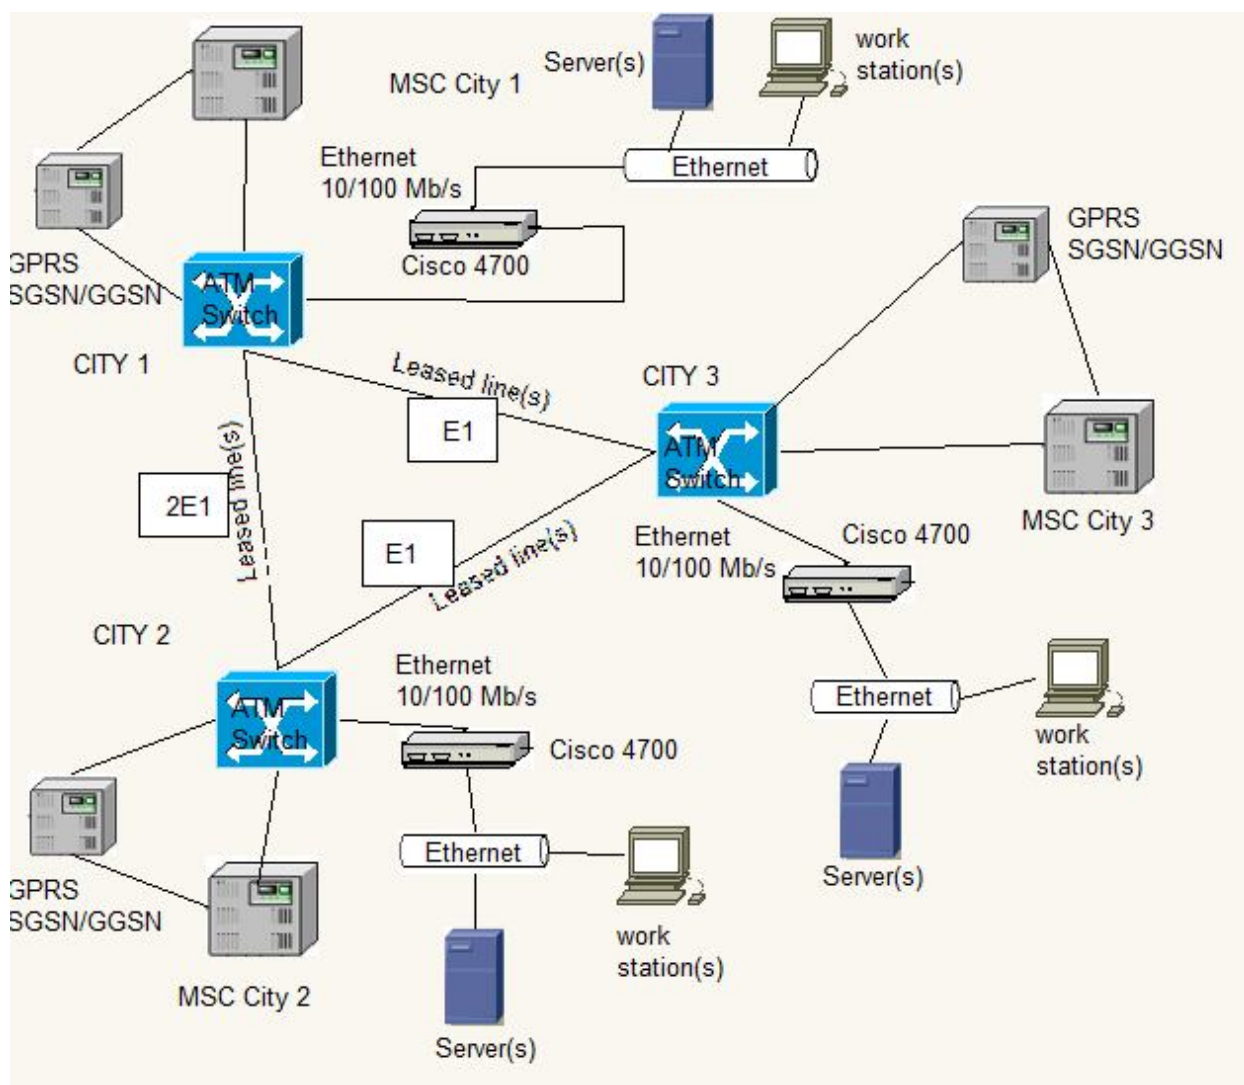 MSC City 1
Server(s)
work
station(s)
Ethernet
10/100 Mb/s
Ethernet
Cisco 4700
GPRS
SGSN/GGSN
ATM
Switch
CITY 1
GPRS
SGSN/GGSN
Leased line(s)
E1
CITY 3
ATM
Switch
MSC City 3
Leased line(s)
2E1
E1
Leased line(s)
Ethernet
10/100 Mb/s
Cisco 4700
CITY 2
Ethernet
10/100 Mb/s
ATM
Switch
Cisco 4700
Ethernet
work
station(s)
Server(s)
Ethernet
GPRS
SGSN/GGSN
work
station(s)
MSC City 2
Server(s)